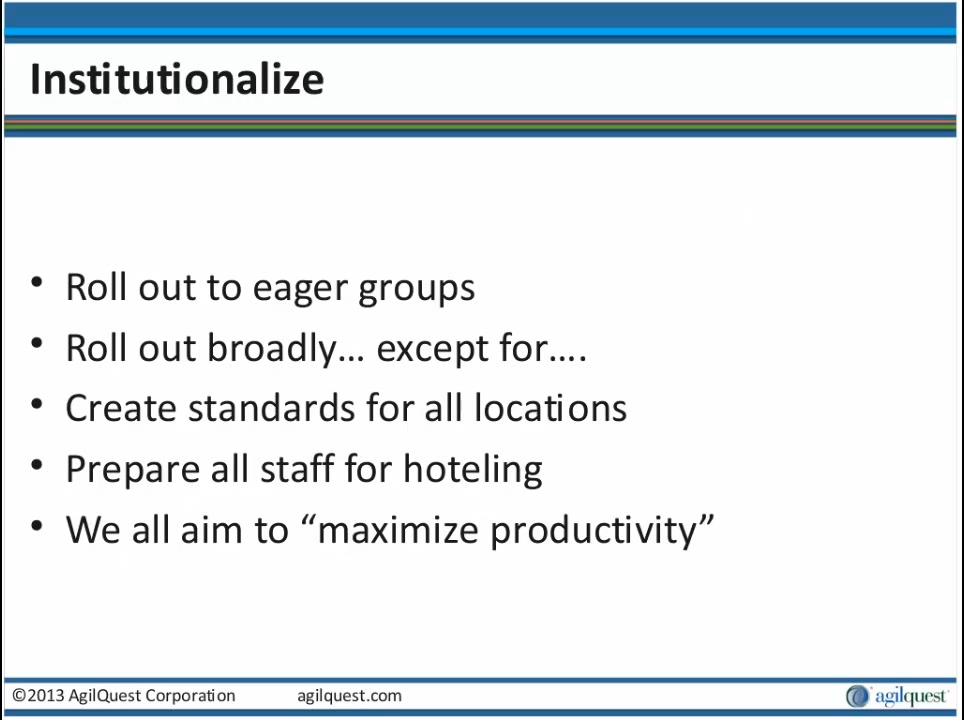 Institutionalize
• Roll out to eager groups
• Roll out broadly… except for….
• Create standards for all locations
• Prepare all staff for hoteling
• We all aim to “maximize productivity”
©2013 AgilQuest Corporation agilquest.com agilquest